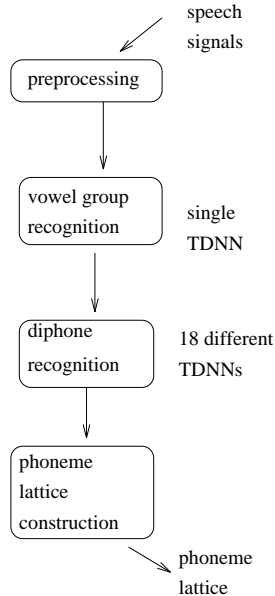 speech
signals
preprocessing
vowel group
recognition
single
TDNN
diphone
recognition
18 different
TDNNs
phoneme
lattice
construction
phoneme
lattice